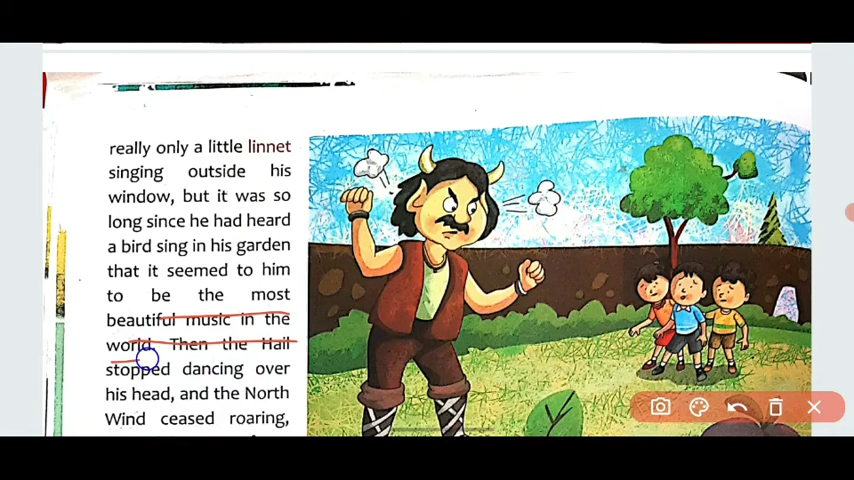 really only a little linnet
singing outside his
window, but it was so
long since he had heard
a bird sing in his garden
that it seemed to him
to be the most
beautiful music in the
world. Then the Hail
stopped dancing over
his head, and the North
Wind ceased roaring,